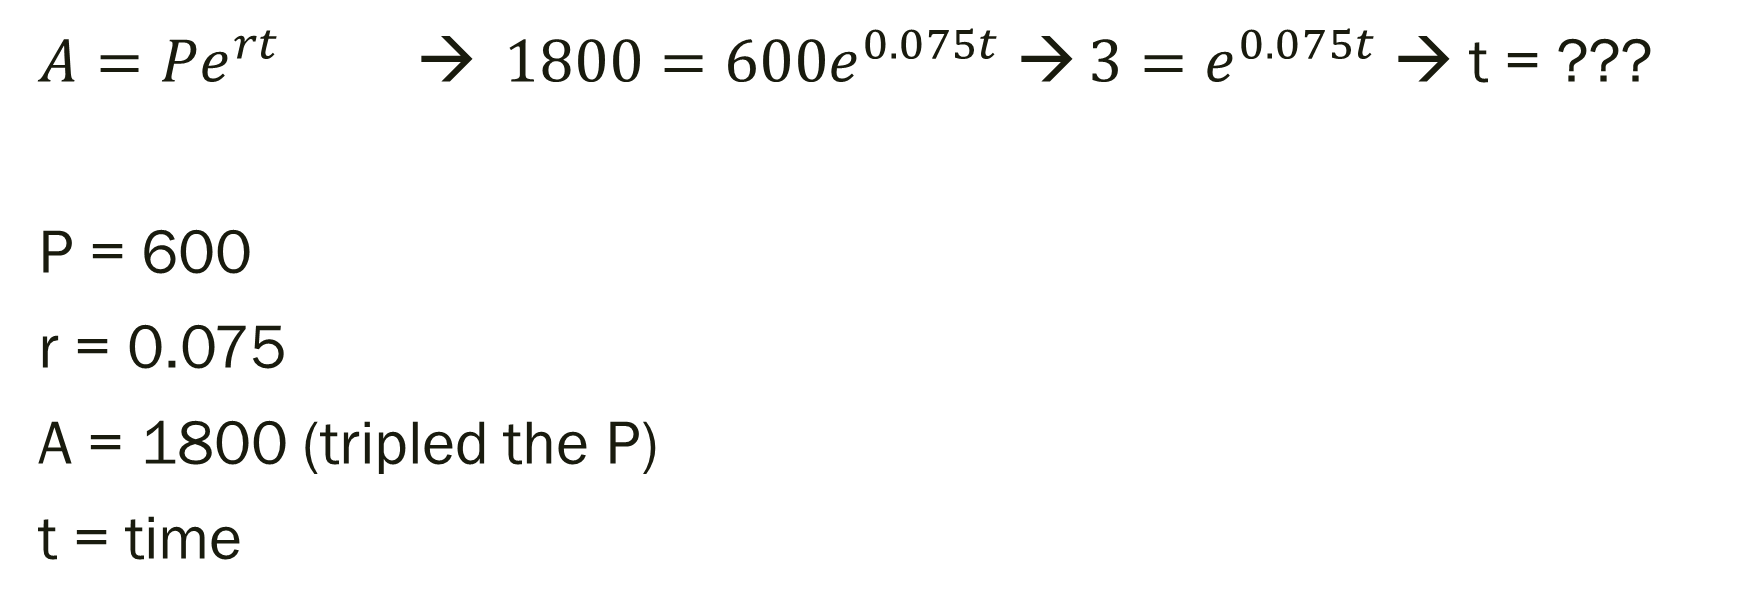 A = Pe^{rt} → 1800 = 600e^{0.075t} → 3 = e^{0.075t} → t = ???
P = 600
r = 0.075
A = 1800 (tripled the P)
t = time